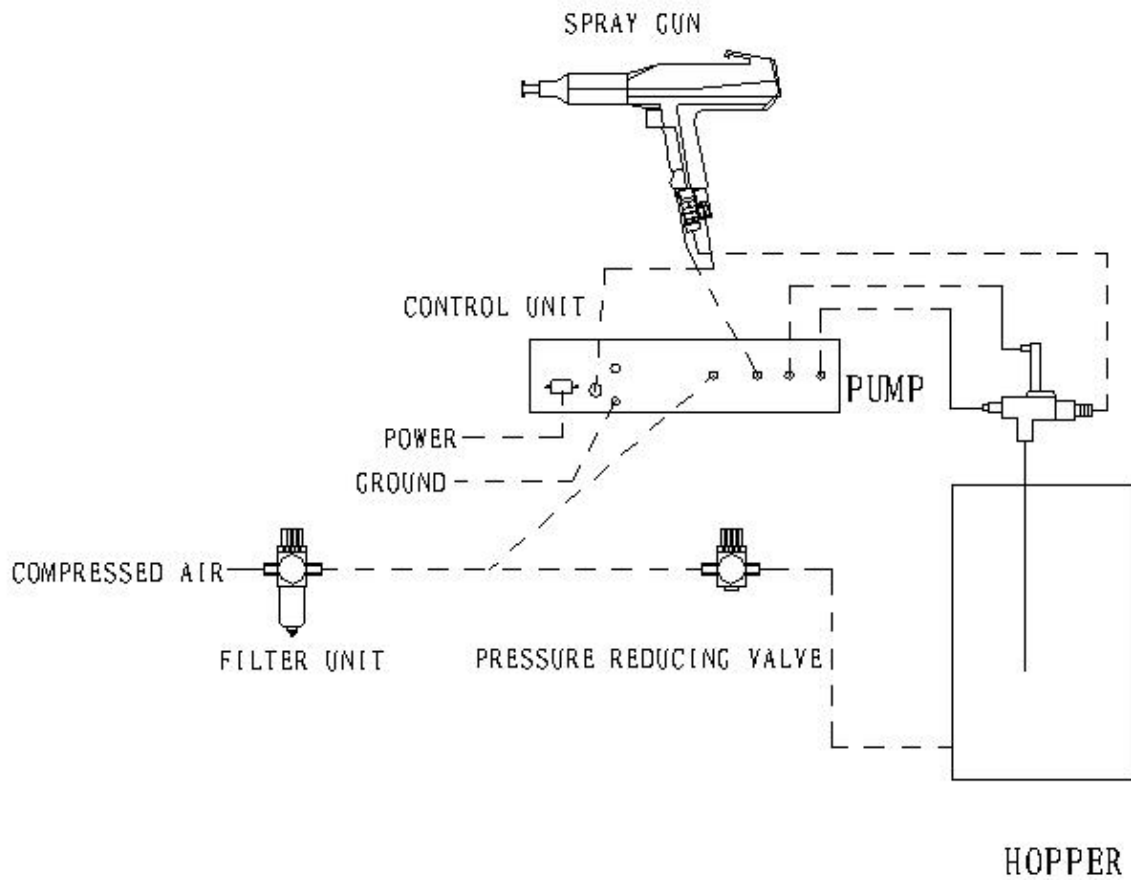 SPRAY GUN
CONTROL UNIT
PUMP
POWER
GROUND
COMPRESSED AIR
FILTER UNIT
PRESSURE REDUCING VALVE
HOPPER